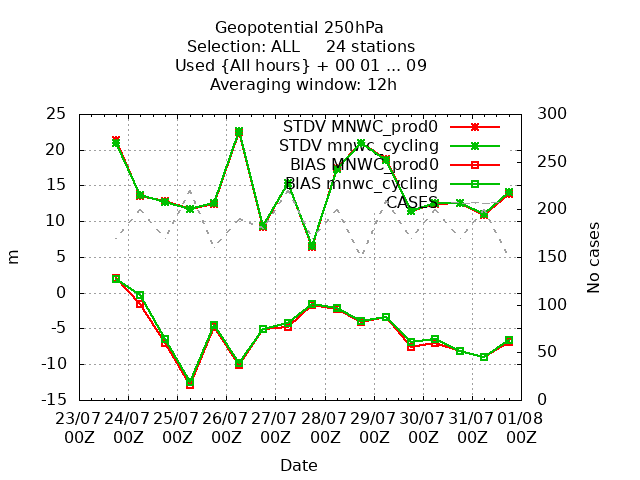 Geopotential 250hPa
Selection: ALL     24 stations
Used {All hours} + 00 01 ... 09
Averaging window: 12h
STDV MNWC_prod0
STDV mnwc_cycling
BIAS MNWC_prod0
BIAS mnwc_cycling
CASES
25
20
15
10
5
0
-5
-10
-15
m
300
250
200
150
100
50
0
No cases
23/07 24/07 25/07 26/07 27/07 28/07 29/07 30/07 31/07 01/08
00Z 00Z 00Z 00Z 00Z 00Z 00Z 00Z 00Z 00Z
Date